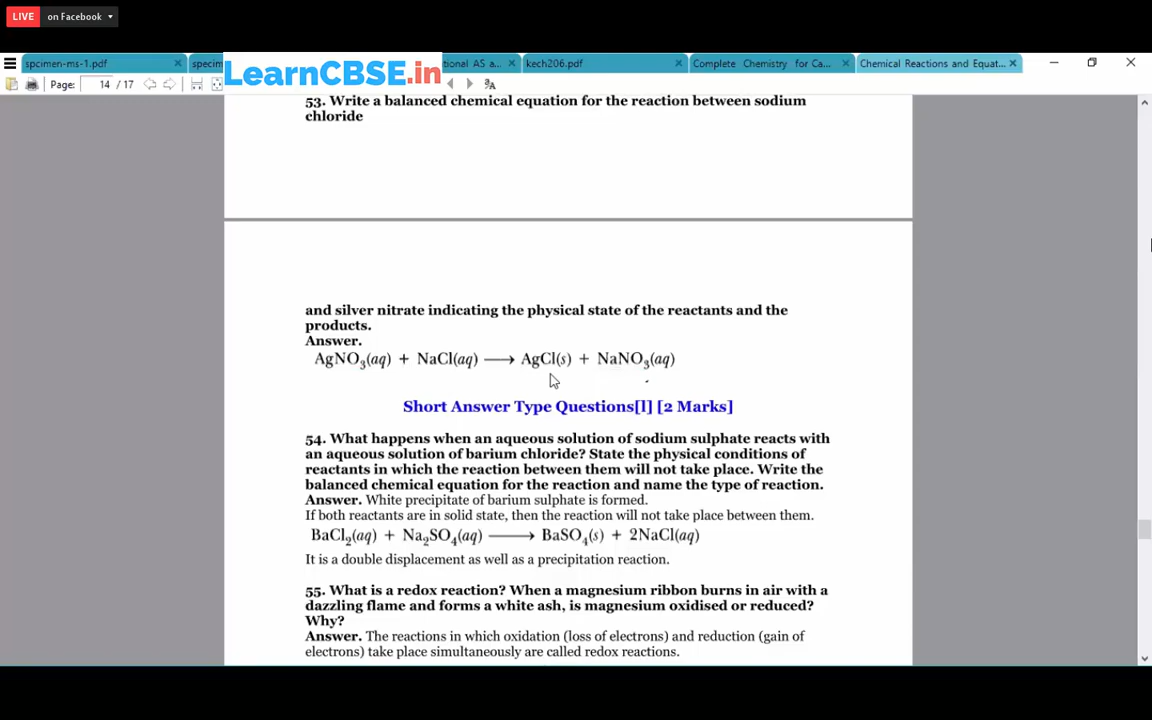 LIVE on Facebook
spcimen-ms-1.pdf specim LearnCBSE.in tional AS a... kech206.pdf Complete Chemistry for Ca... Chemical Reactions and Equat...
Page: 14 / 17
53. Write a balanced chemical equation for the reaction between sodium
chloride
and silver nitrate indicating the physical state of the reactants and the
products.
Answer.
AgNO₃(aq) + NaCl(aq) ⟶ AgCl(s) + NaNO₃(aq)
Short Answer Type Questions[l] [2 Marks]
54. What happens when an aqueous solution of sodium sulphate reacts with
an aqueous solution of barium chloride? State the physical conditions of
reactants in which the reaction between them will not take place. Write the
balanced chemical equation for the reaction and name the type of reaction.
Answer. White precipitate of barium sulphate is formed.
If both reactants are in solid state, then the reaction will not take place between them.
BaCl₂(aq) + Na₂SO₄(aq) ⟶ BaSO₄(s) + 2NaCl(aq)
It is a double displacement as well as a precipitation reaction.
55. What is a redox reaction? When a magnesium ribbon burns in air with a
dazzling flame and forms a white ash, is magnesium oxidised or reduced?
Why?
Answer. The reactions in which oxidation (loss of electrons) and reduction (gain of
electrons) take place simultaneously are called redox reactions.